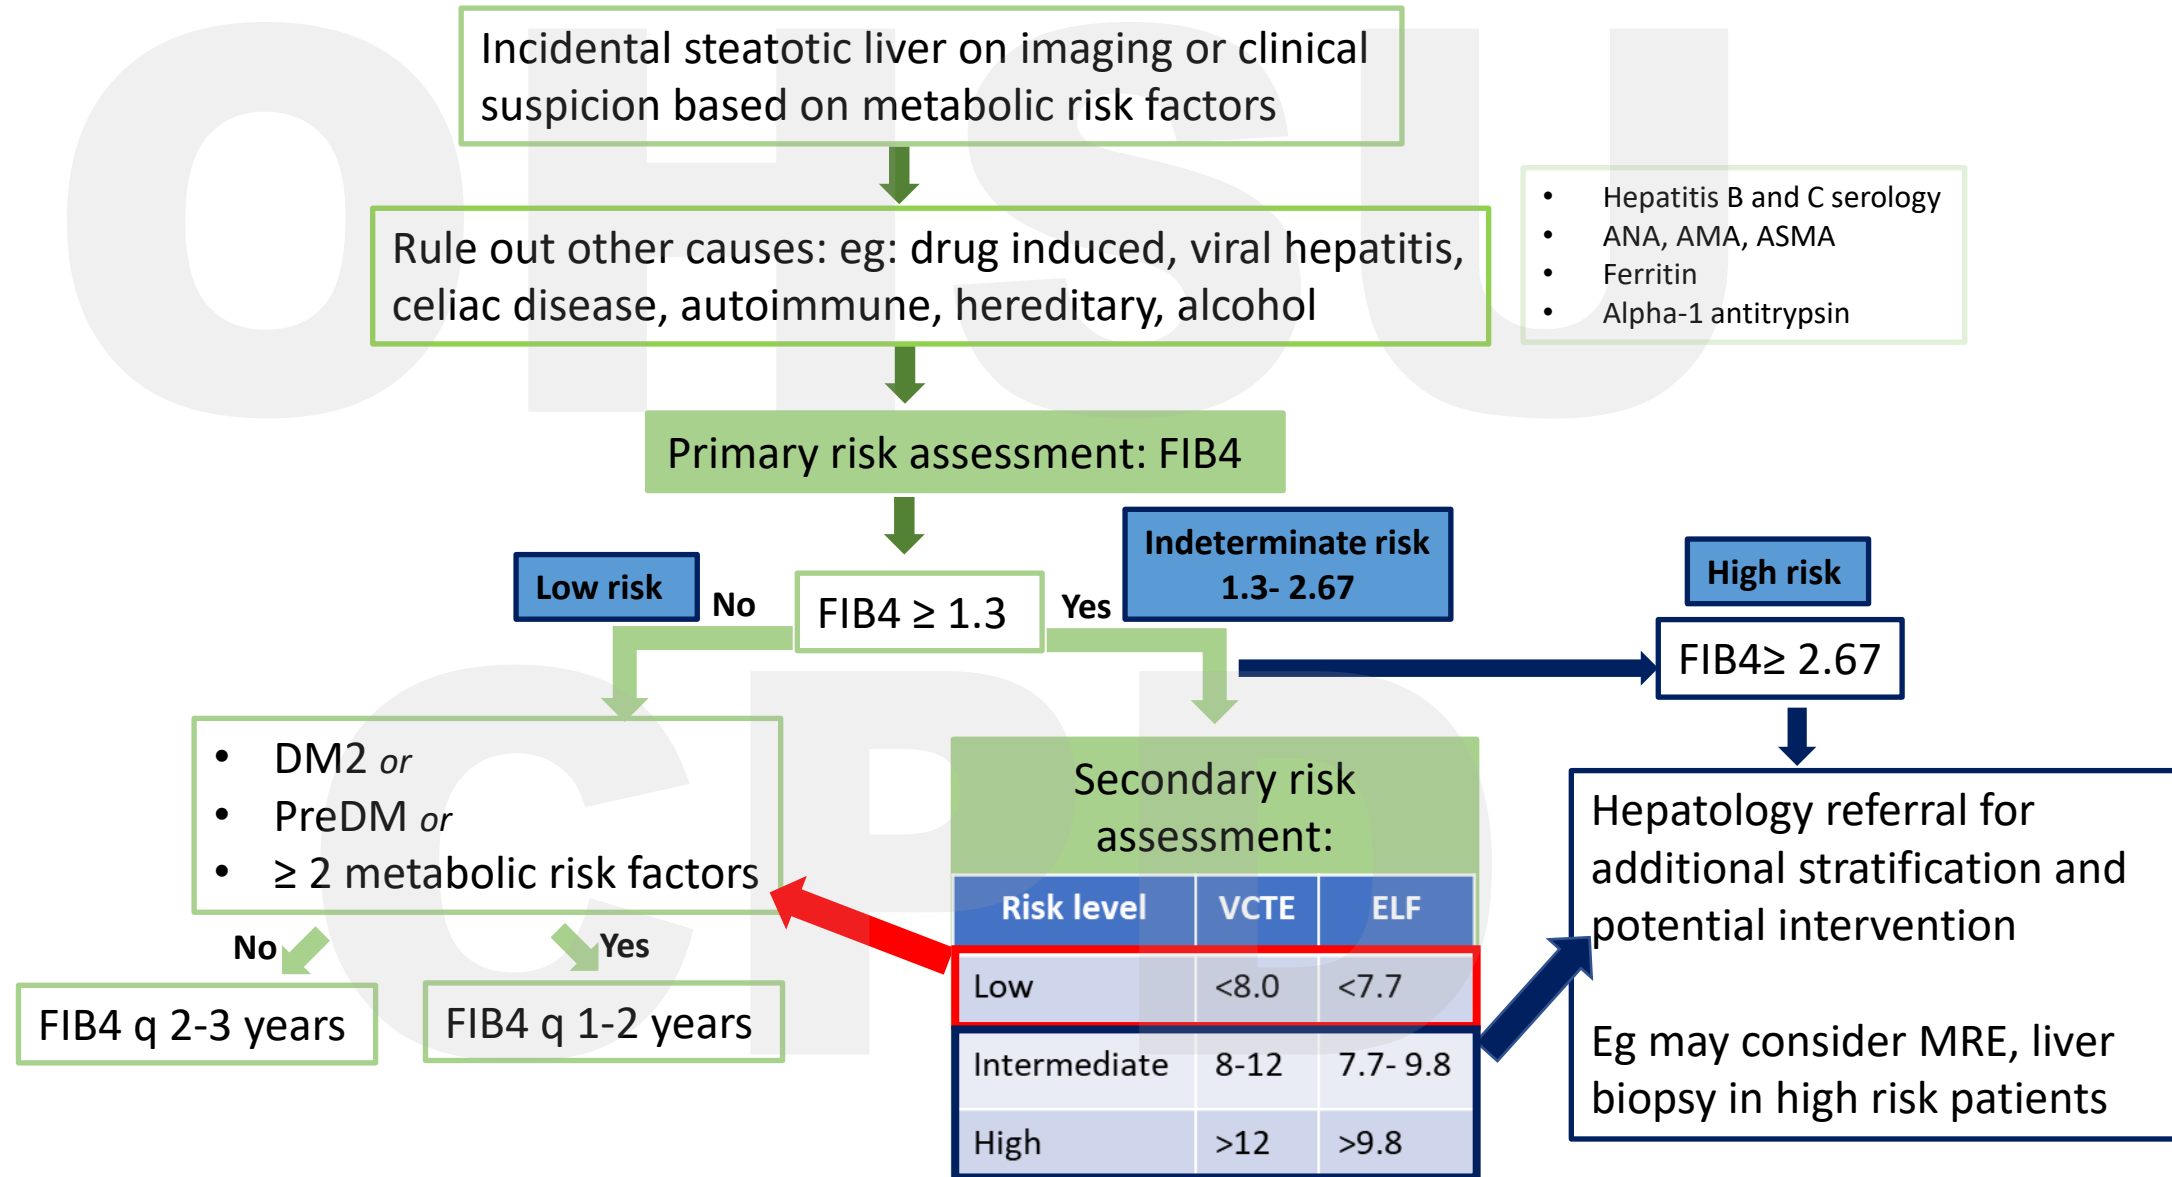 Incidental steatotic liver on imaging or clinical
suspicion based on metabolic risk factors
Rule out other causes: eg: drug induced, viral hepatitis,
celiac disease, autoimmune, hereditary, alcohol
• Hepatitis B and C serology
• ANA, AMA, ASMA
• Ferritin
• Alpha-1 antitrypsin
Primary risk assessment: FIB4
Low risk
No
FIB4 ≥ 1.3
Yes
Indeterminate risk
1.3- 2.67
High risk
FIB4≥ 2.67
• DM2 or
• PreDM or
• ≥ 2 metabolic risk factors
No
Yes
FIB4 q 2-3 years
FIB4 q 1-2 years
Secondary risk
assessment:
Risk level VCTE ELF
Low <8.0 <7.7
Intermediate 8-12 7.7- 9.8
High >12 >9.8
Hepatology referral for
additional stratification and
potential intervention
Eg may consider MRE, liver
biopsy in high risk patients
OHSU
CPD